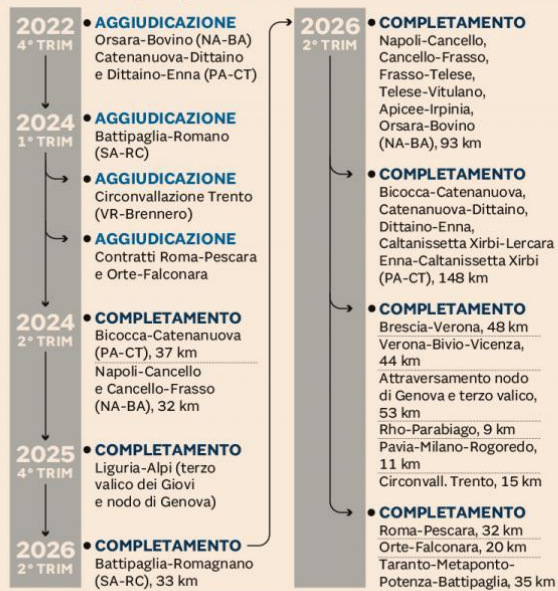 2022
4° TRIM
AGGIUDICAZIONE
Orsara-Bovino (NA-BA)
Catenanuova-Dittaino
e Dittaino-Enna (PA-CT)
2024
1° TRIM
AGGIUDICAZIONE
Battipaglia-Romano
(SA-RC)
AGGIUDICAZIONE
Circonvallazione Trento
(VR-Brennero)
AGGIUDICAZIONE
Contratti Roma-Pescara
e Orte-Falconara
2024
2° TRIM
COMPLETAMENTO
Bicocca-Catenanuova
(PA-CT), 37 km
Napoli-Cancello
e Cancello-Frasso
(NA-BA), 32 km
2025
4° TRIM
COMPLETAMENTO
Liguria-Alpi (terzo
valico dei Giovi
e nodo di Genova)
2026
2° TRIM
COMPLETAMENTO
Battipaglia-Romagnano
(SA-RC), 33 km
2026
2° TRIM
COMPLETAMENTO
Napoli-Cancello,
Cancello-Frasso,
Frasso-Telese,
Telese-Vitulano,
Apicee-Irpinia,
Orsara-Bovino
(NA-BA), 93 km
COMPLETAMENTO
Bicocca-Catenanuova,
Catenanuova-Dittaino,
Dittaino-Enna,
Caltanissetta Xirbi-Lercara
Enna-Caltanissetta Xirbi
(PA-CT), 148 km
COMPLETAMENTO
Brescia-Verona, 48 km
Verona-Bivio-Vicenza,
44 km
Attraversamento nodo
di Genova e terzo valico,
53 km
Rho-Parabiago, 9 km
Pavia-Milano-Rogoredo,
11 km
Circonvall. Trento, 15 km
COMPLETAMENTO
Roma-Pescara, 32 km
Orte-Falconara, 20 km
Taranto-Metaponto-
Potenza-Battipaglia, 35 km